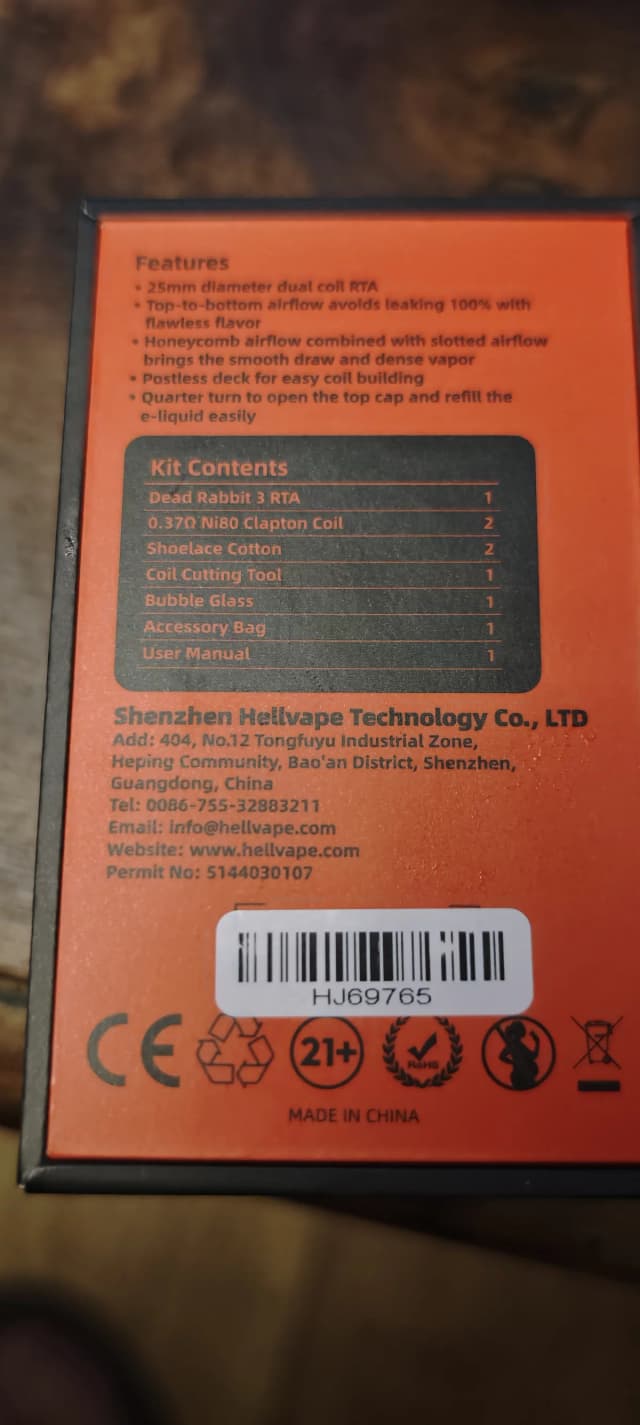 Features
• 25mm diameter dual coil RTA
• Top-to-bottom airflow avoids leaking 100% with
flawless flavor
• Honeycomb airflow combined with slotted airflow
brings the smooth draw and dense vapor
• Postless deck for easy coil building
• Quarter turn to open the top cap and refill the
e-liquid easily
Kit Contents
Dead Rabbit 3 RTA 1
0.37Ω Ni80 Clapton Coil 2
Shoelace Cotton 2
Coil Cutting Tool 1
Bubble Glass 1
Accessory Bag 1
User Manual 1
Shenzhen Hellvape Technology Co., LTD
Add: 404, No.12 Tongfuyu Industrial Zone,
Heping Community, Bao'an District, Shenzhen,
Guangdong, China
Tel: 0086-755-32883211
Email: info@hellvape.com
Website: www.hellvape.com
Permit No: 5144030107
HJ69765
CE 21+ RoHS
MADE IN CHINA